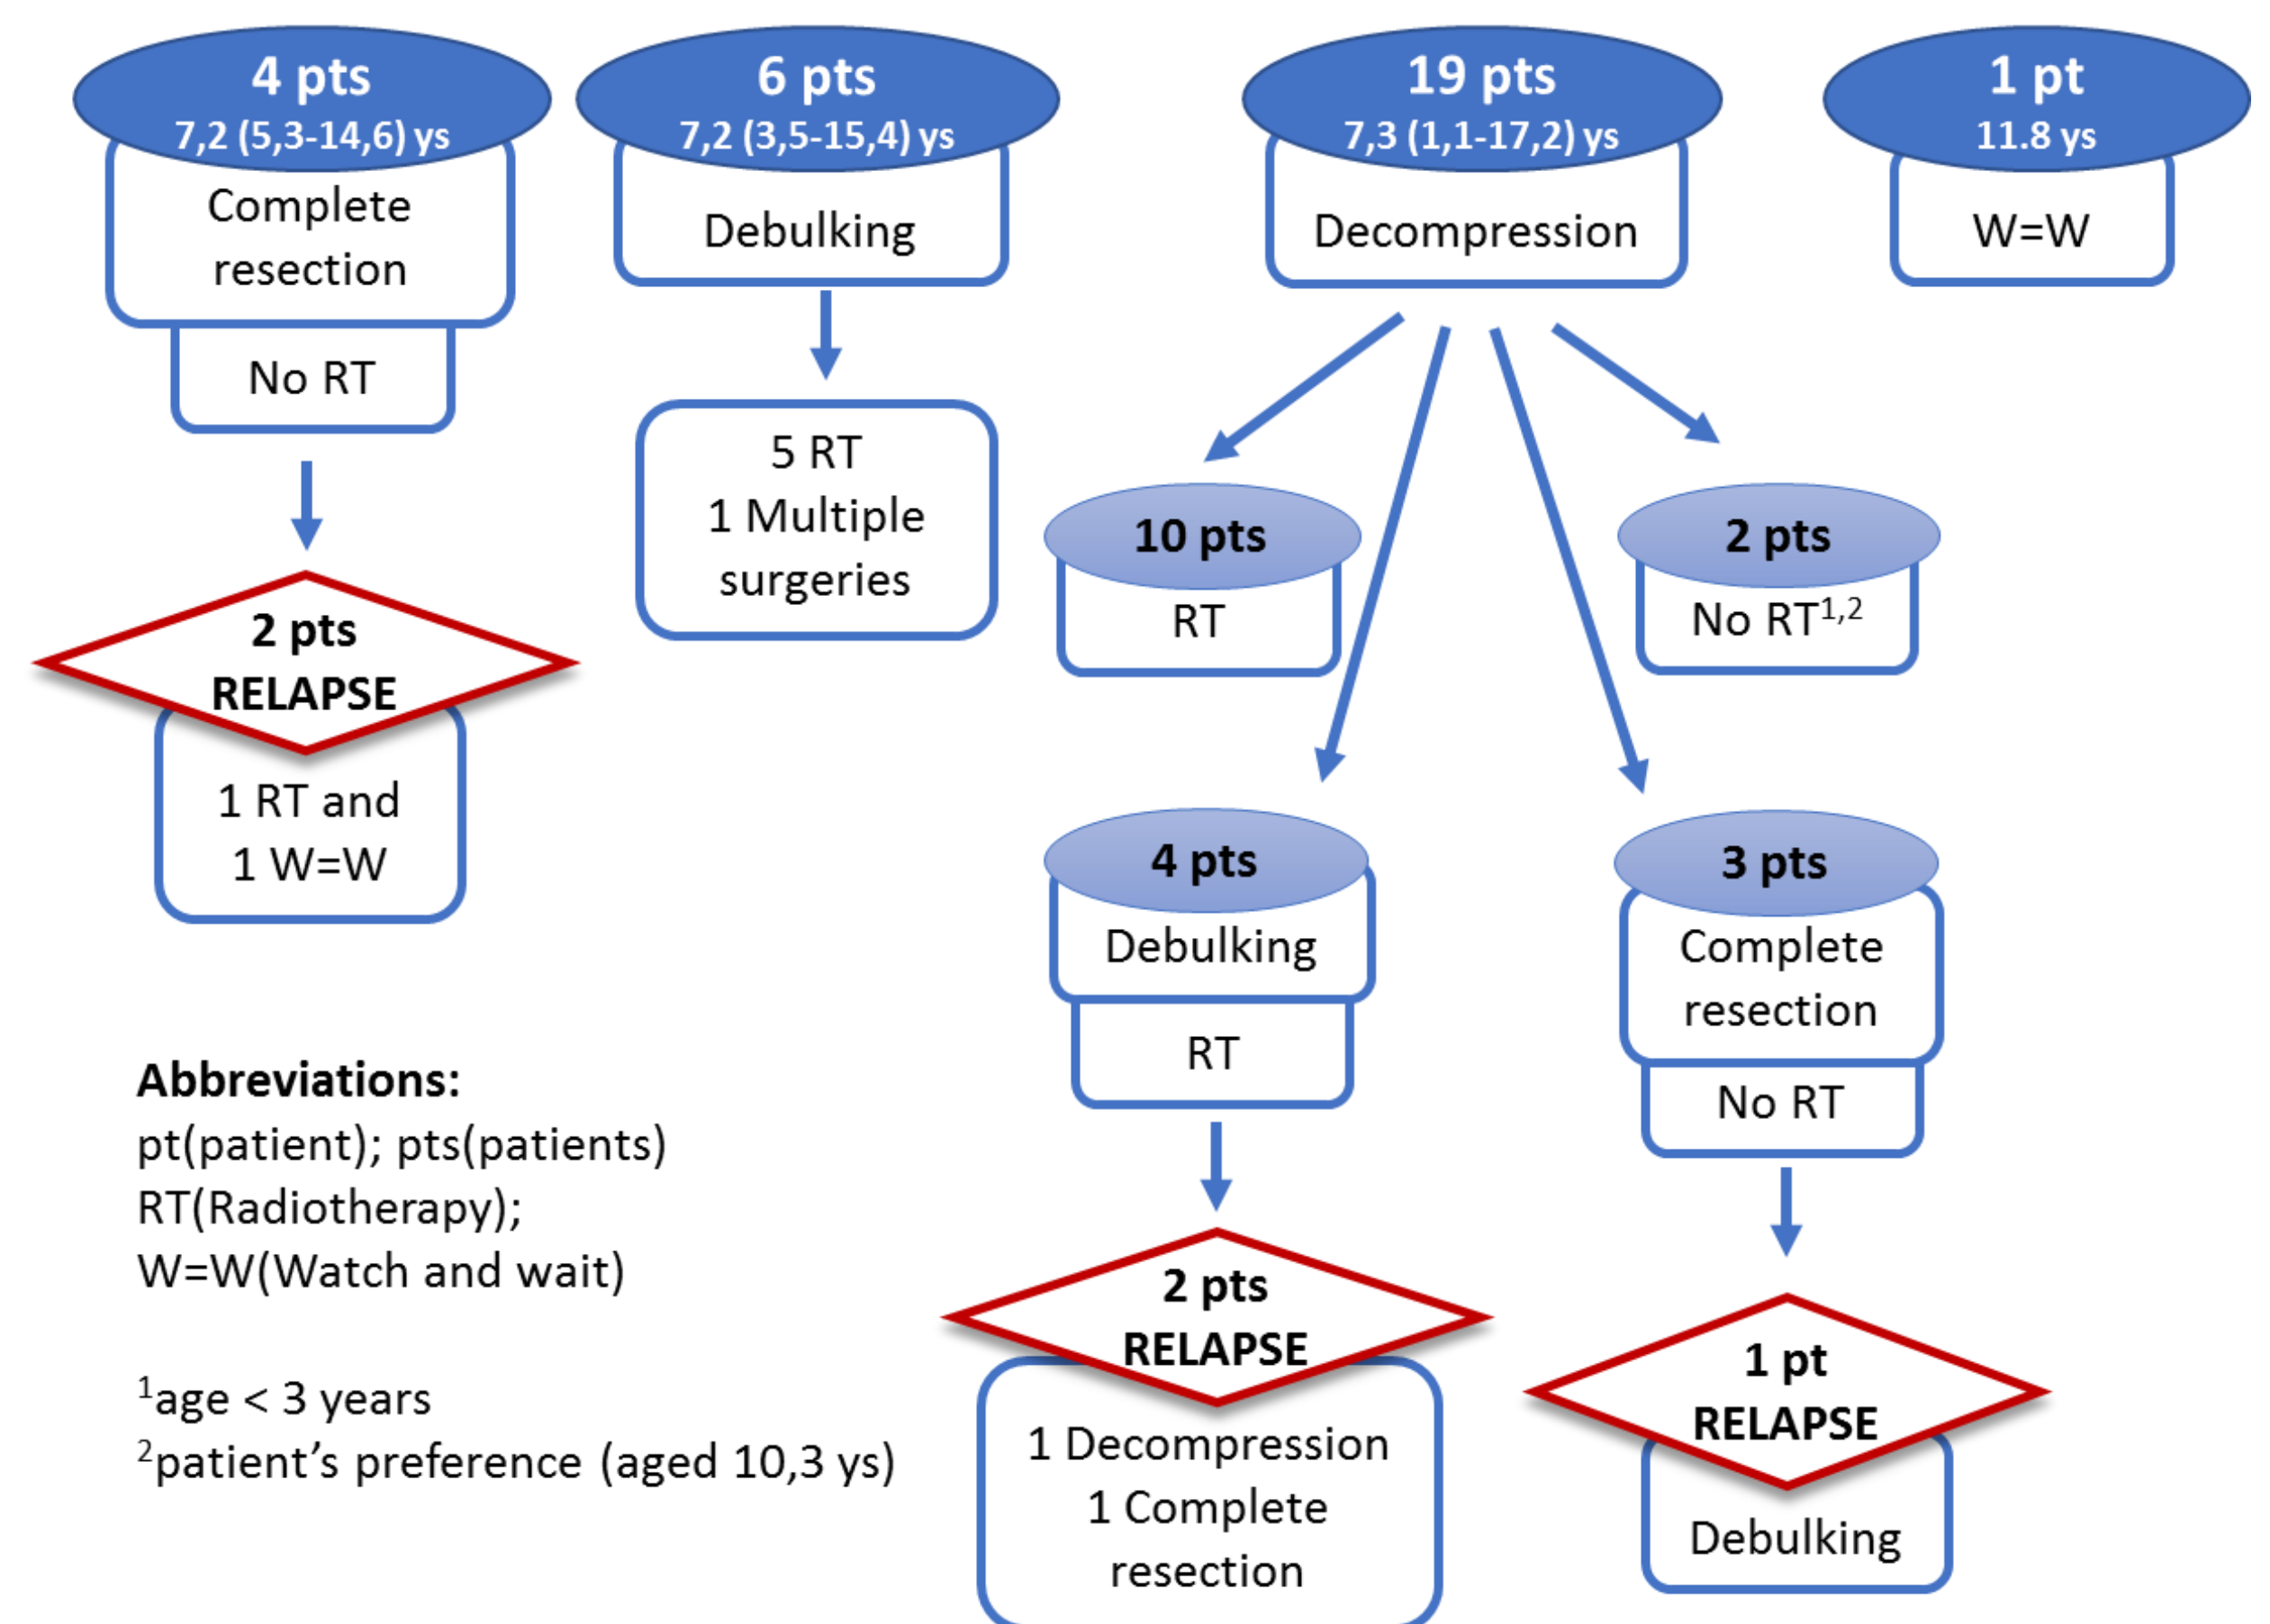 4 pts
7,2 (5,3-14,6) ys
Complete
resection
No RT
2 pts
RELAPSE
1 RT and
1 W=W
6 pts
7,2 (3,5-15,4) ys
Debulking
5 RT
1 Multiple
surgeries
19 pts
7,3 (1,1-17,2) ys
Decompression
10 pts
RT
2 pts
No RT¹,²
4 pts
Debulking
RT
2 pts
RELAPSE
1 Decompression
1 Complete
resection
3 pts
Complete
resection
No RT
1 pt
RELAPSE
Debulking
1 pt
11.8 ys
W=W
Abbreviations:
pt(patient); pts(patients)
RT(Radiotherapy);
W=W(Watch and wait)
¹age < 3 years
²patient’s preference (aged 10,3 ys)